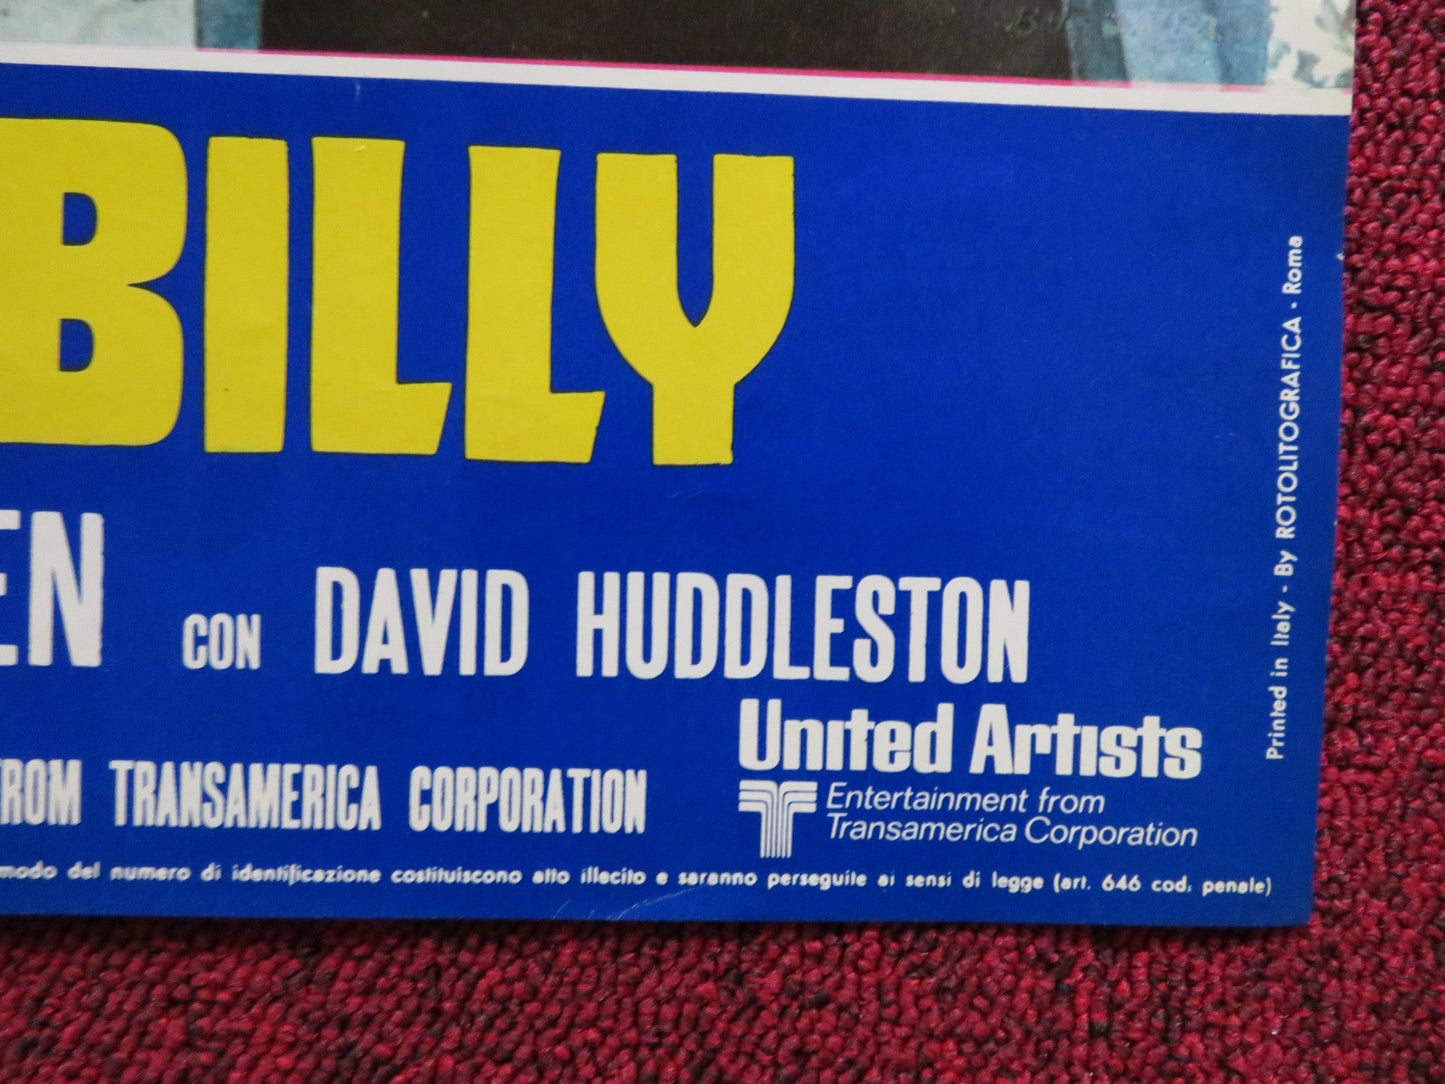 BILLY
EN CON DAVID HUDDLESTON
United Artists
ROM TRANSAMERICA CORPORATION
Entertainment from
Transamerica Corporation
modo del numero di identificazione costituiscono atto illecito e saranno perseguite ai sensi di legge (art. 646 cod. penale)
Printed in Italy - By ROTOLITOGRAFICA - Roma